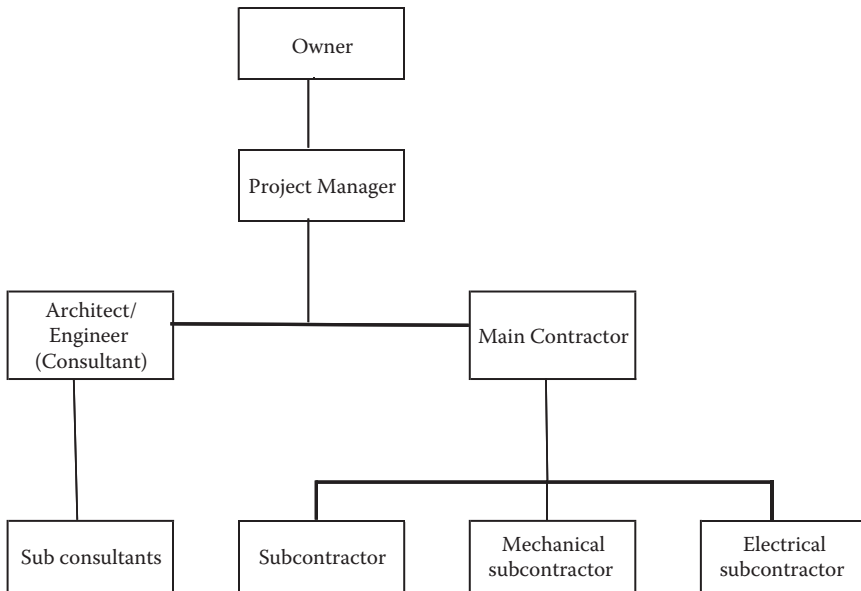 Owner
Project Manager
Architect/
Engineer
(Consultant)
Main Contractor
Sub consultants
Subcontractor
Mechanical
subcontractor
Electrical
subcontractor